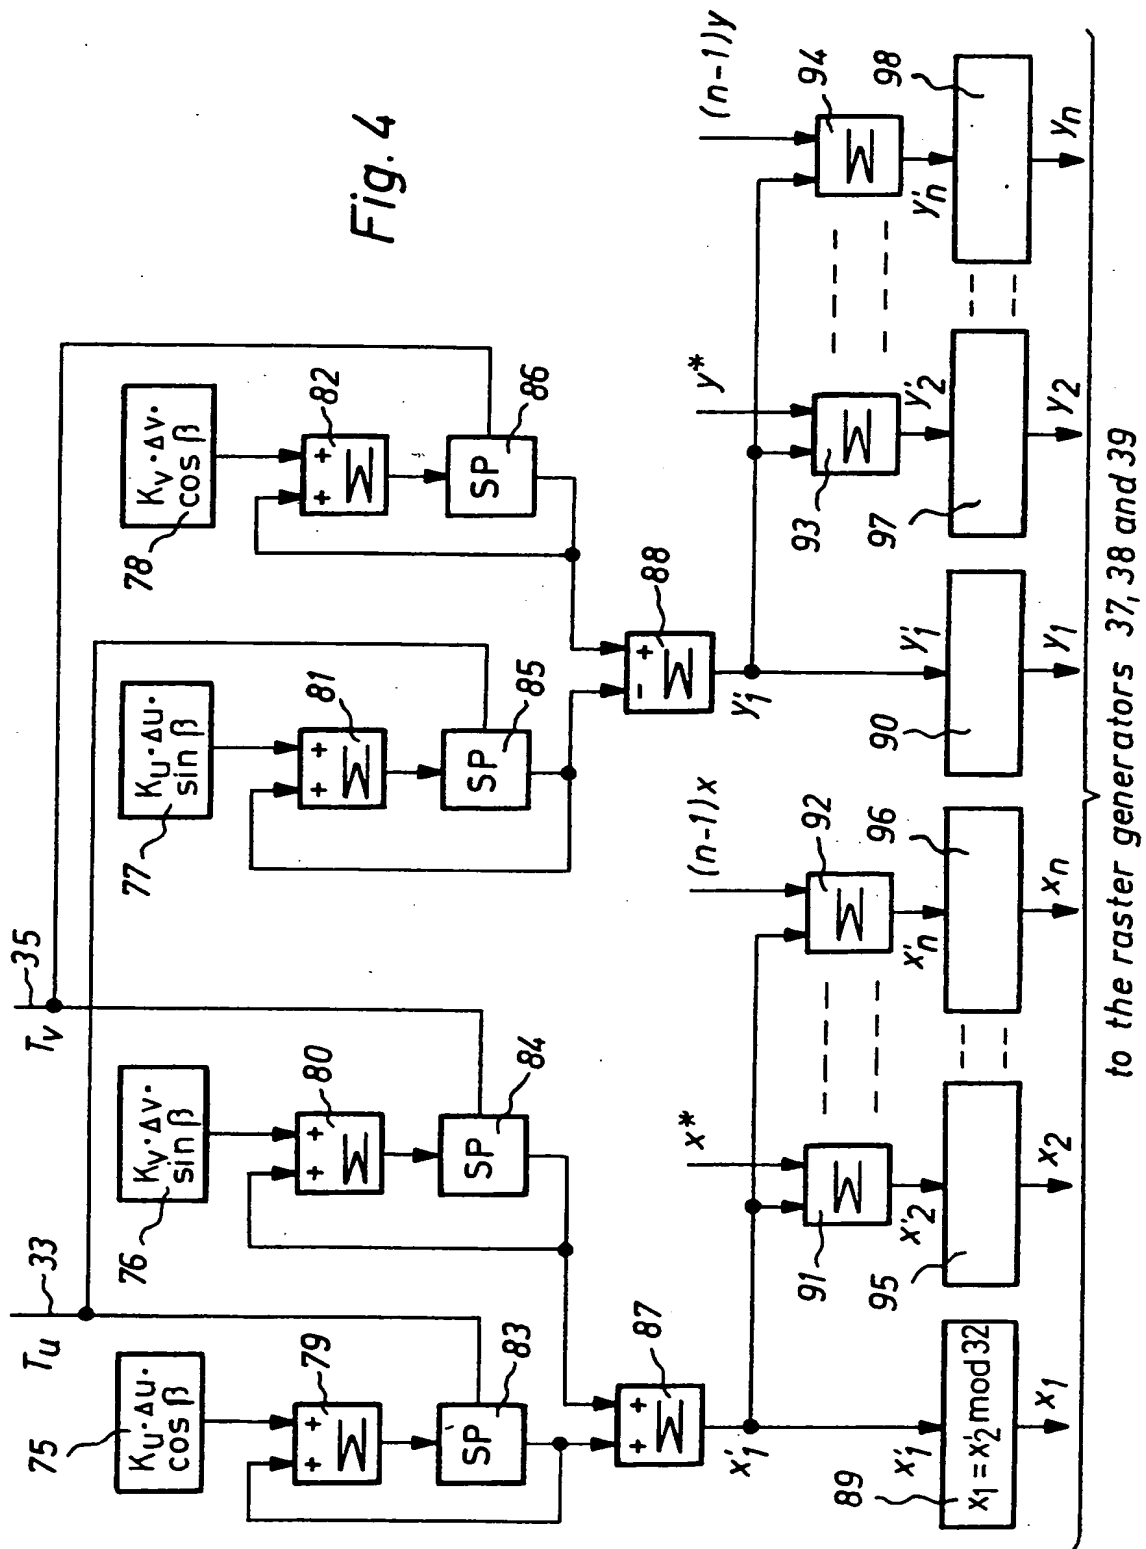 Fig. 4
T_u
33
T_v
35
75
K_u·Δu·
cos β
76
K_v·Δv·
sin β
77
K_u·Δu·
sin β
78
K_v·Δv·
cos β
+ +
Σ
79
+ +
Σ
80
+ +
Σ
81
+ +
Σ
82
SP
83
SP
84
SP
85
SP
86
+ +
Σ
87
- +
Σ
88
x'_1
x*
(n-1)x
y'_1
y*
(n-1)y
Σ
91
Σ
92
Σ
93
Σ
94
x'_1
x'_2
x'_n
y'_1
y'_2
y'_n
89
x_1 = x'_2 mod 32
95
96
90
97
98
x_1
x_2
x_n
y_1
y_2
y_n
to the raster generators 37, 38 and 39